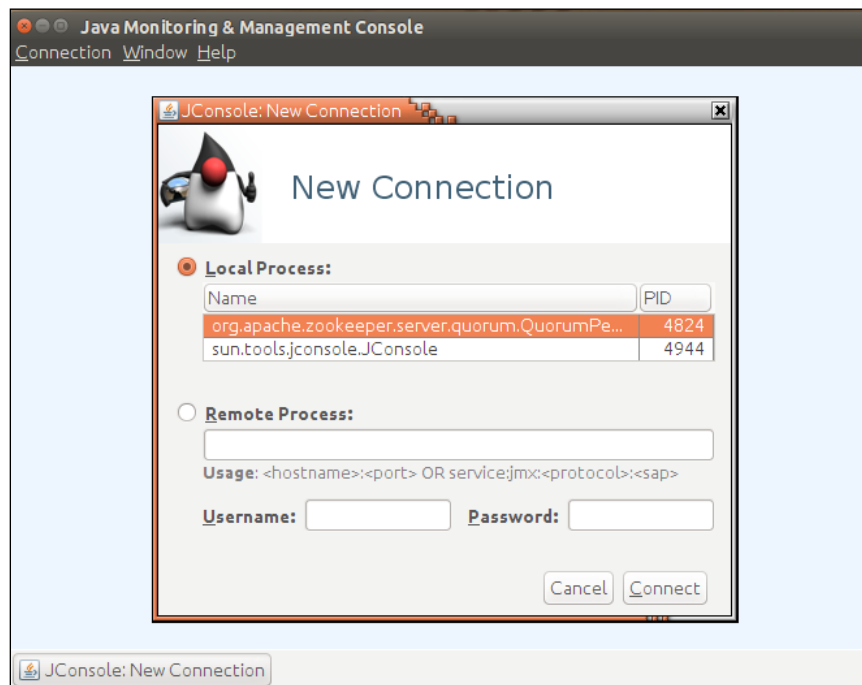 Java Monitoring & Management Console
Connection Window Help
JConsole: New Connection
New Connection
Local Process:
Name PID
org.apache.zookeeper.server.quorum.QuorumPe... 4824
sun.tools.jconsole.JConsole 4944
Remote Process:
Usage: <hostname>:<port> OR service:jmx:<protocol>:<sap>
Username: Password:
Cancel Connect
JConsole: New Connection